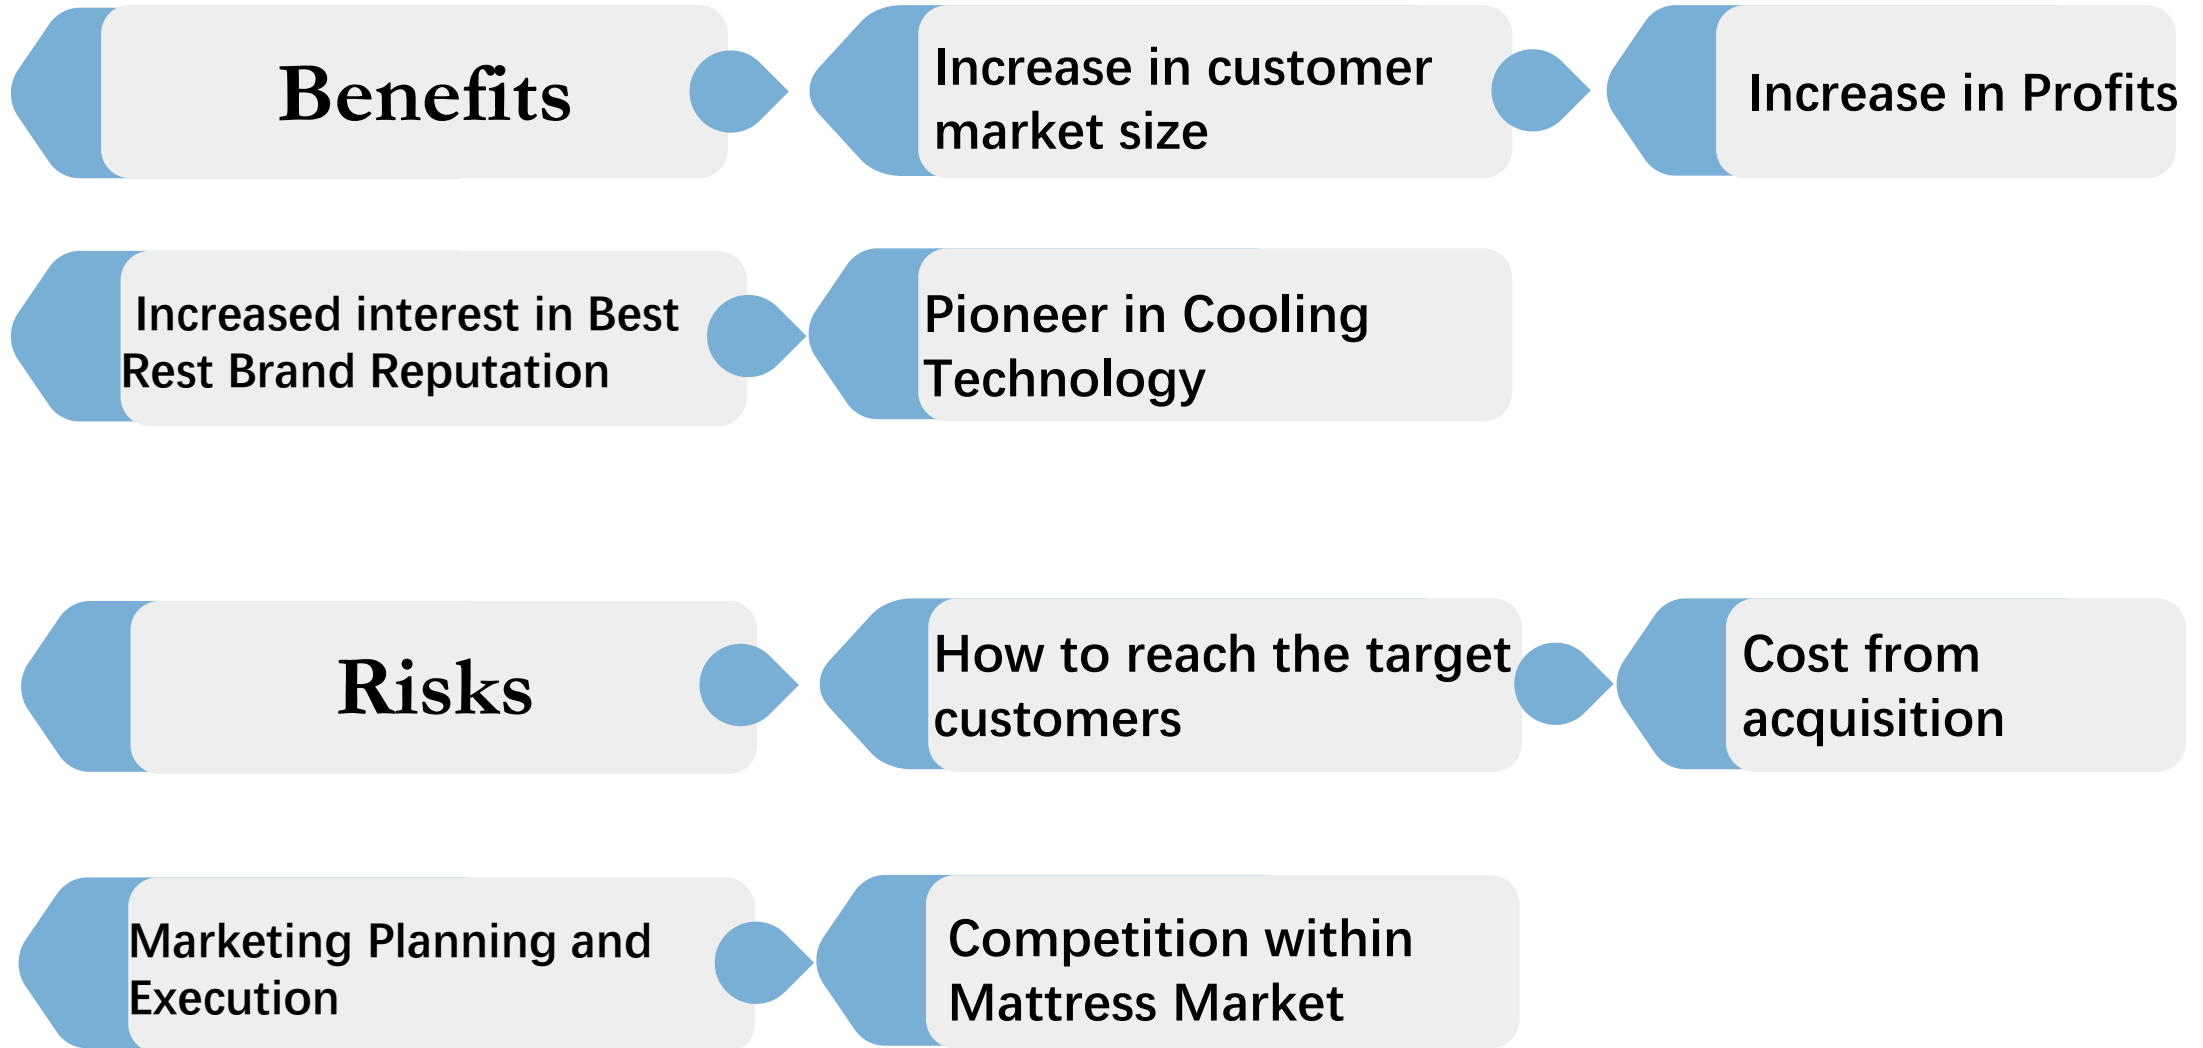 Benefits
Increase in customer
market size
Increase in Profits
Increased interest in Best
Rest Brand Reputation
Pioneer in Cooling
Technology
Risks
How to reach the target
customers
Cost from
acquisition
Marketing Planning and
Execution
Competition within
Mattress Market